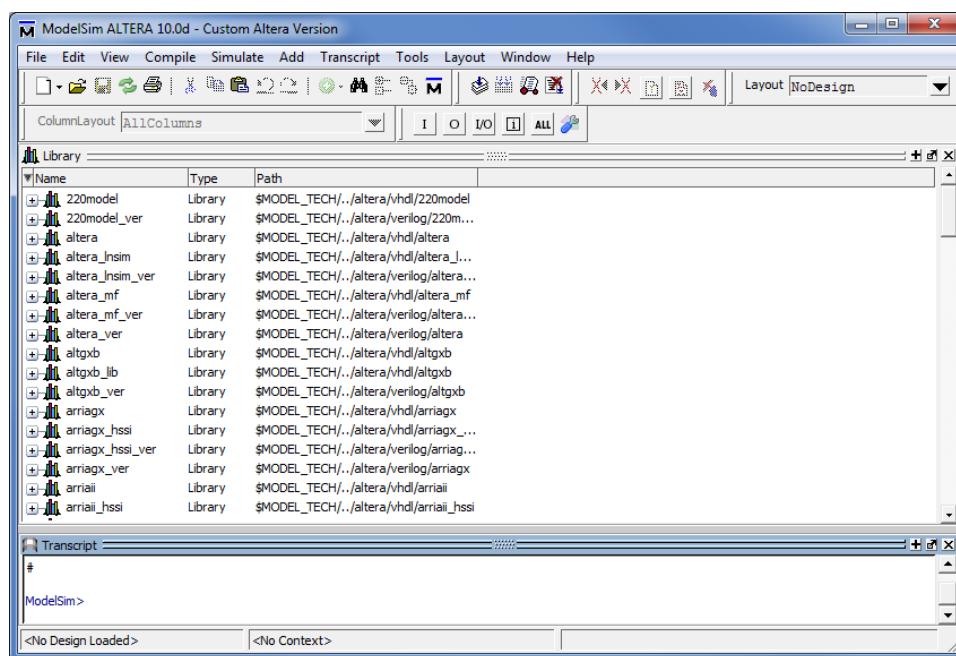 ModelSim ALTERA 10.0d - Custom Altera Version
File Edit View Compile Simulate Add Transcript Tools Layout Window Help
Layout NoDesign
ColumnLayout AllColumns
I O I/O i ALL
Library
Name Type Path
220model Library $MODEL_TECH/../altera/vhdl/220model
220model_ver Library $MODEL_TECH/../altera/verilog/220m...
altera Library $MODEL_TECH/../altera/vhdl/altera
altera_lnsim Library $MODEL_TECH/../altera/vhdl/altera_l...
altera_lnsim_ver Library $MODEL_TECH/../altera/verilog/altera...
altera_mf Library $MODEL_TECH/../altera/vhdl/altera_mf
altera_mf_ver Library $MODEL_TECH/../altera/verilog/altera...
altera_ver Library $MODEL_TECH/../altera/verilog/altera
altgxb Library $MODEL_TECH/../altera/vhdl/altgxb
altgxb_lib Library $MODEL_TECH/../altera/vhdl/altgxb
altgxb_ver Library $MODEL_TECH/../altera/verilog/altgxb
arriagx Library $MODEL_TECH/../altera/vhdl/arriagx
arriagx_hssi Library $MODEL_TECH/../altera/vhdl/arriagx_...
arriagx_hssi_ver Library $MODEL_TECH/../altera/verilog/arriag...
arriagx_ver Library $MODEL_TECH/../altera/verilog/arriagx
arriaii Library $MODEL_TECH/../altera/vhdl/arriaii
arriaii_hssi Library $MODEL_TECH/../altera/vhdl/arriaii_hssi
Transcript
#
ModelSim>
<No Design Loaded> <No Context>